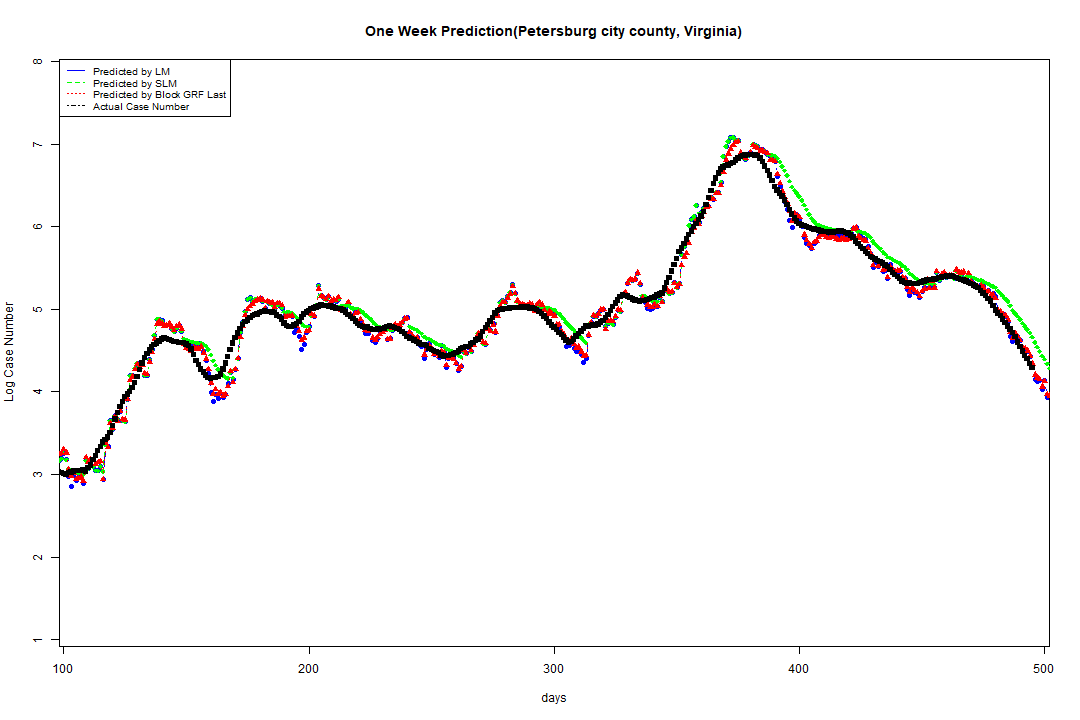 One Week Prediction(Petersburg city county, Virginia)
Predicted by LM
Predicted by SLM
Predicted by Block GRF Last
Actual Case Number
8
7
6
5
4
3
2
1
Log Case Number
100 200 300 400 500
days